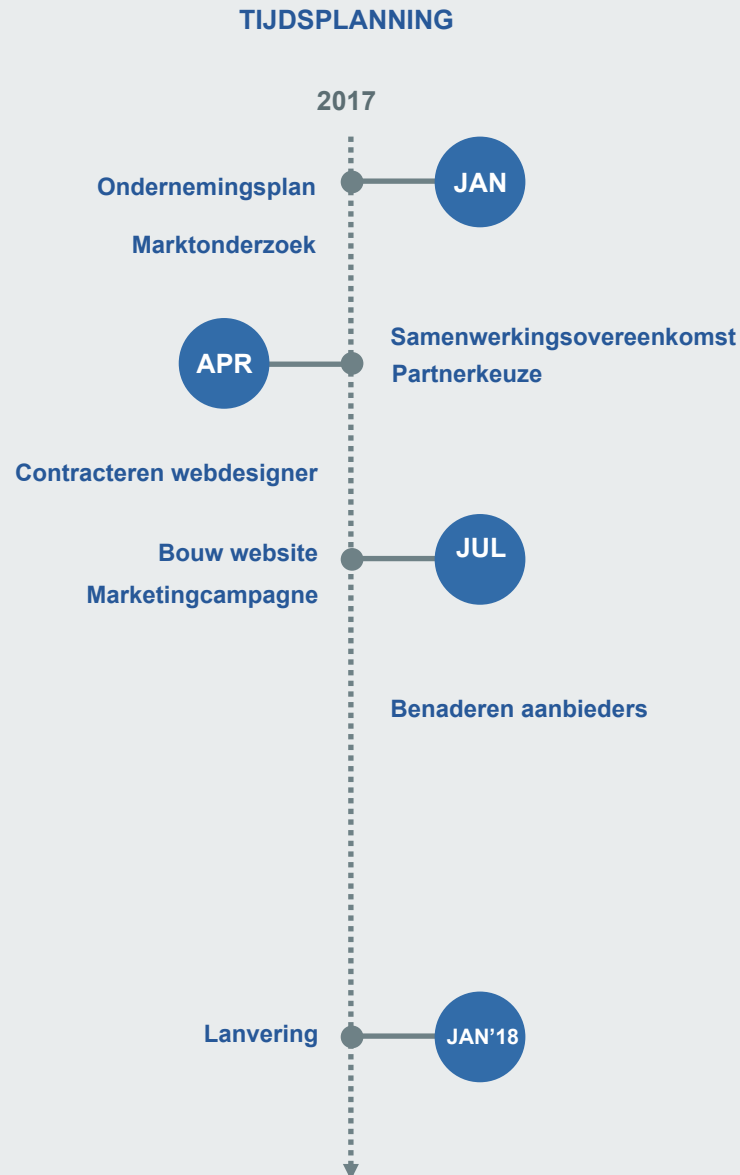 TIJDSPLANNING
2017
Ondernemingsplan
JAN
Marktonderzoek
Samenwerkingsovereenkomst
APR
Partnerkeuze
Contracteren webdesigner
Bouw website
JUL
Marketingcampagne
Benaderen aanbieders
Lanvering
JAN’18